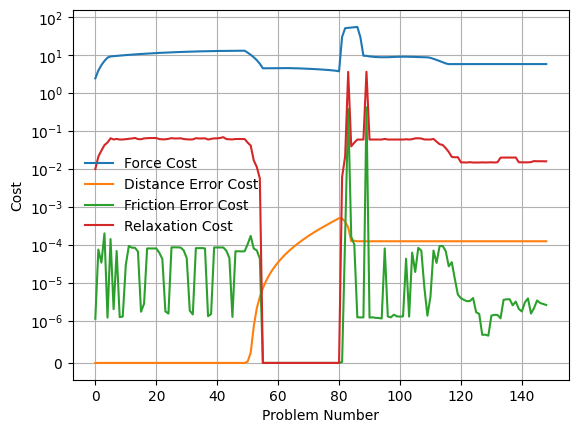 10²
10¹
10⁰
10⁻¹
10⁻²
10⁻³
10⁻⁴
10⁻⁵
10⁻⁶
0
Cost
Force Cost
Distance Error Cost
Friction Error Cost
Relaxation Cost
0 20 40 60 80 100 120 140
Problem Number